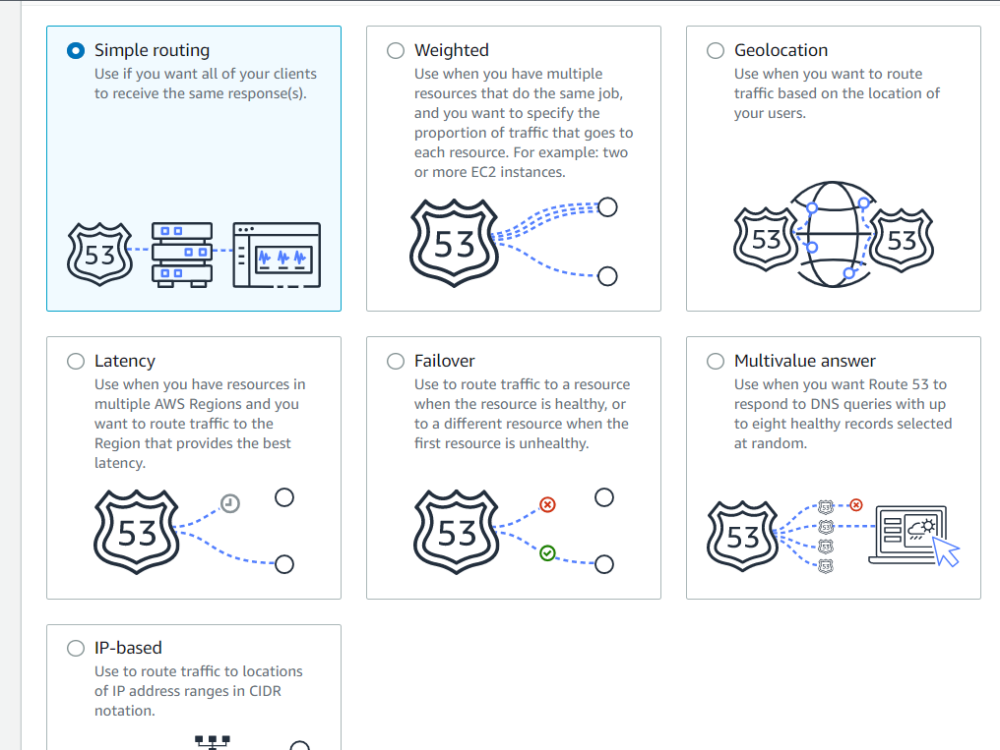 Simple routing
Use if you want all of your clients
to receive the same response(s).
53
Weighted
Use when you have multiple
resources that do the same job,
and you want to specify the
proportion of traffic that goes to
each resource. For example: two
or more EC2 instances.
53
Geolocation
Use when you want to route
traffic based on the location of
your users.
53
53
Latency
Use when you have resources in
multiple AWS Regions and you
want to route traffic to the
Region that provides the best
latency.
53
Failover
Use to route traffic to a resource
when the resource is healthy, or
to a different resource when the
first resource is unhealthy.
53
Multivalue answer
Use when you want Route 53 to
respond to DNS queries with up
to eight healthy records selected
at random.
53
53
53
53
53
IP-based
Use to route traffic to locations
of IP address ranges in CIDR
notation.